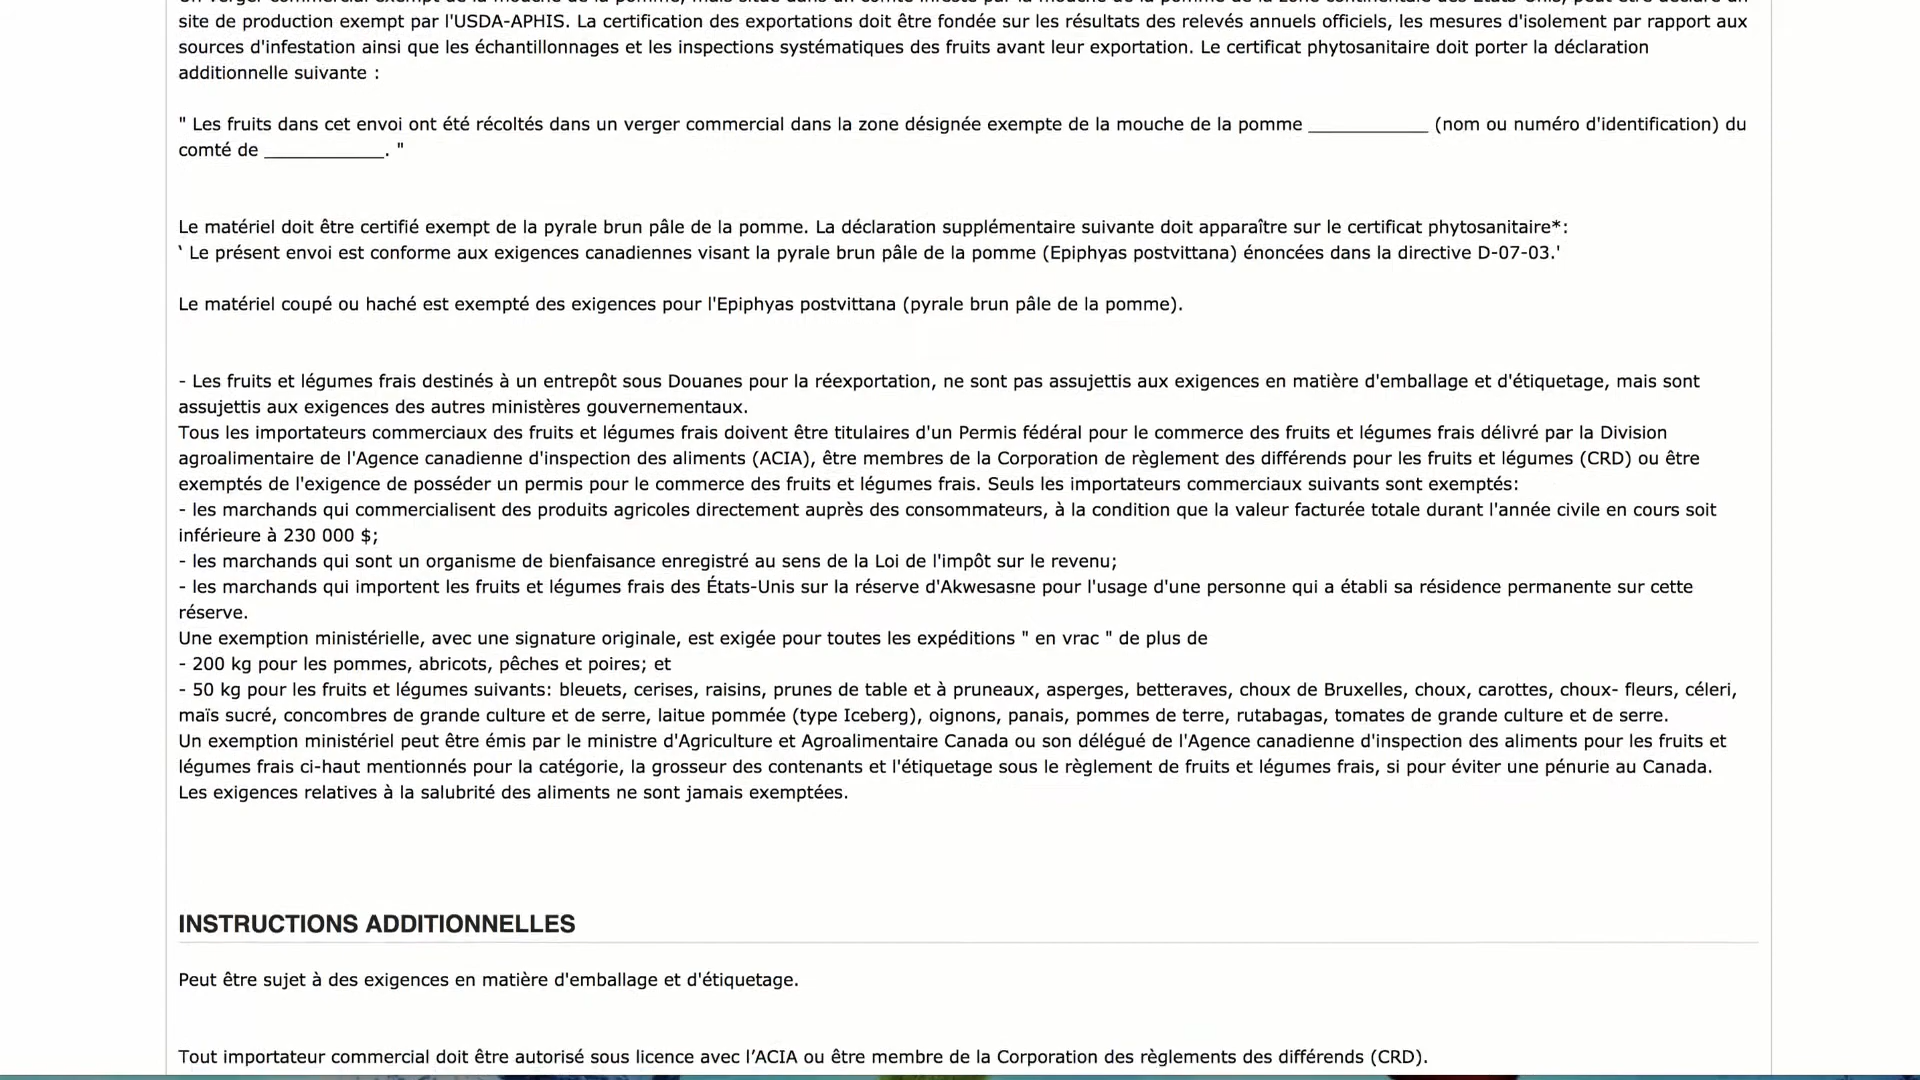 site de production exempt par l'USDA-APHIS. La certification des exportations doit être fondée sur les résultats des relevés annuels officiels, les mesures d'isolement par rapport aux
sources d'infestation ainsi que les échantillonnages et les inspections systématiques des fruits avant leur exportation. Le certificat phytosanitaire doit porter la déclaration
additionnelle suivante :
" Les fruits dans cet envoi ont été récoltés dans un verger commercial dans la zone désignée exempte de la mouche de la pomme ____________ (nom ou numéro d'identification) du
comté de ____________. "
Le matériel doit être certifié exempt de la pyrale brun pâle de la pomme. La déclaration supplémentaire suivante doit apparaître sur le certificat phytosanitaire*:
‘ Le présent envoi est conforme aux exigences canadiennes visant la pyrale brun pâle de la pomme (Epiphyas postvittana) énoncées dans la directive D-07-03.'
Le matériel coupé ou haché est exempté des exigences pour l'Epiphyas postvittana (pyrale brun pâle de la pomme).
- Les fruits et légumes frais destinés à un entrepôt sous Douanes pour la réexportation, ne sont pas assujettis aux exigences en matière d'emballage et d'étiquetage, mais sont
assujettis aux exigences des autres ministères gouvernementaux.
Tous les importateurs commerciaux des fruits et légumes frais doivent être titulaires d'un Permis fédéral pour le commerce des fruits et légumes frais délivré par la Division
agroalimentaire de l'Agence canadienne d'inspection des aliments (ACIA), être membres de la Corporation de règlement des différends pour les fruits et légumes (CRD) ou être
exemptés de l'exigence de posséder un permis pour le commerce des fruits et légumes frais. Seuls les importateurs commerciaux suivants sont exemptés:
- les marchands qui commercialisent des produits agricoles directement auprès des consommateurs, à la condition que la valeur facturée totale durant l'année civile en cours soit
inférieure à 230 000 $;
- les marchands qui sont un organisme de bienfaisance enregistré au sens de la Loi de l'impôt sur le revenu;
- les marchands qui importent les fruits et légumes frais des États-Unis sur la réserve d'Akwesasne pour l'usage d'une personne qui a établi sa résidence permanente sur cette
réserve.
Une exemption ministérielle, avec une signature originale, est exigée pour toutes les expéditions " en vrac " de plus de
- 200 kg pour les pommes, abricots, pêches et poires; et
- 50 kg pour les fruits et légumes suivants: bleuets, cerises, raisins, prunes de table et à pruneaux, asperges, betteraves, choux de Bruxelles, choux, carottes, choux- fleurs, céleri,
maïs sucré, concombres de grande culture et de serre, laitue pommée (type Iceberg), oignons, panais, pommes de terre, rutabagas, tomates de grande culture et de serre.
Un exemption ministériel peut être émis par le ministre d'Agriculture et Agroalimentaire Canada ou son délégué de l'Agence canadienne d'inspection des aliments pour les fruits et
légumes frais ci-haut mentionnés pour la catégorie, la grosseur des contenants et l'étiquetage sous le règlement de fruits et légumes frais, si pour éviter une pénurie au Canada.
Les exigences relatives à la salubrité des aliments ne sont jamais exemptées.
INSTRUCTIONS ADDITIONNELLES
Peut être sujet à des exigences en matière d'emballage et d'étiquetage.
Tout importateur commercial doit être autorisé sous licence avec l’ACIA ou être membre de la Corporation des règlements des différends (CRD).